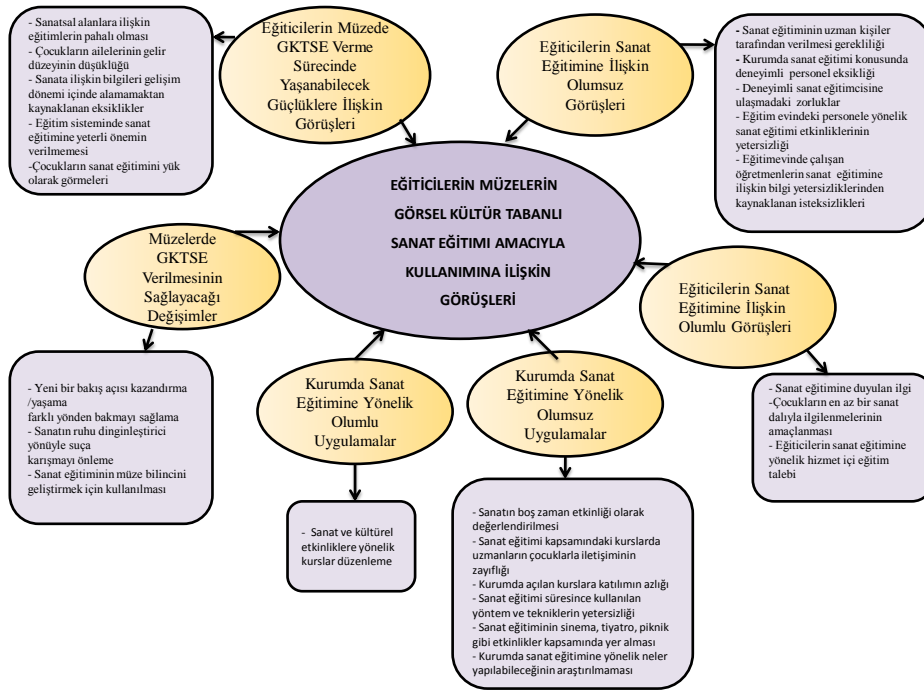 - Sanatsal alanlara ilişkin
eğitimlerin pahalı olması
- Çocukların ailelerinin gelir
düzeyinin düşüklüğü
- Sanata ilişkin bilgileri gelişim
dönemi içinde alamamaktan
kaynaklanan eksiklikler
- Eğitim sisteminde sanat
eğitimine yeterli önemin
verilmemesi
-Çocukların sanat eğitimini yük
olarak görmeleri
Eğiticilerin Müzede
GKTSE Verme
Sürecinde
Yaşanabilecek
Güçlüklere İlişkin
Görüşleri
Eğiticilerin Sanat
Eğitimine İlişkin
Olumsuz
Görüşleri
- Sanat eğitiminin uzman kişiler
tarafından verilmesi gerekliliği
- Kurumda sanat eğitimi konusunda
deneyimli personel eksikliği
- Deneyimli sanat eğitimcisine
ulaşmadaki zorluklar
- Eğitim evindeki personele yönelik
sanat eğitimi etkinliklerinin
yetersizliği
- Eğitimevinde çalışan
öğretmenlerin sanat eğitimine
ilişkin bilgi yetersizliklerinden
kaynaklanan isteksizlikleri
EĞİTİCİLERİN MÜZELERİN
GÖRSEL KÜLTÜR TABANLI
SANAT EĞİTIMI AMACIYLA
KULLANIMINA İLİŞKİN
GÖRÜŞLERİ
Müzelerde
GKTSE
Verilmesinin
Sağlayacağı
Değişimler
Eğiticilerin Sanat
Eğitimine İlişkin
Olumlu Görüşleri
- Yeni bir bakış açısı kazandırma
/yaşama
farklı yönden bakmayı sağlama
- Sanatın ruhu dinginleştirici
yönüyle suça
karışmayı önleme
- Sanat eğitiminin müze bilincini
geliştirmek için kullanılması
Kurumda Sanat
Eğitimine Yönelik
Olumlu
Uygulamalar
Kurumda Sanat
Eğitimine Yönelik
Olumsuz
Uygulamalar
- Sanat eğitimine duyulan ilgi
-Çocukların en az bir sanat
dalıyla ilgilenmelerinin
amaçlanması
- Eğiticilerin sanat eğitimine
yönelik hizmet içi eğitim
talebi
- Sanat ve kültürel
etkinliklere yönelik
kurslar düzenleme
- Sanatın boş zaman etkinliği olarak
değerlendirilmesi
- Sanat eğitimi kapsamındaki kurslarda
uzmanların çocuklarla iletişiminin
zayıflığı
- Kurumda açılan kurslara katılımın azlığı
- Sanat eğitimi süresince kullanılan
yöntem ve tekniklerin yetersizliği
- Sanat eğitiminin sinema, tiyatro, piknik
gibi etkinlikler kapsamında yer alması
- Kurumda sanat eğitimine yönelik neler
yapılabileceğinin araştırılmaması